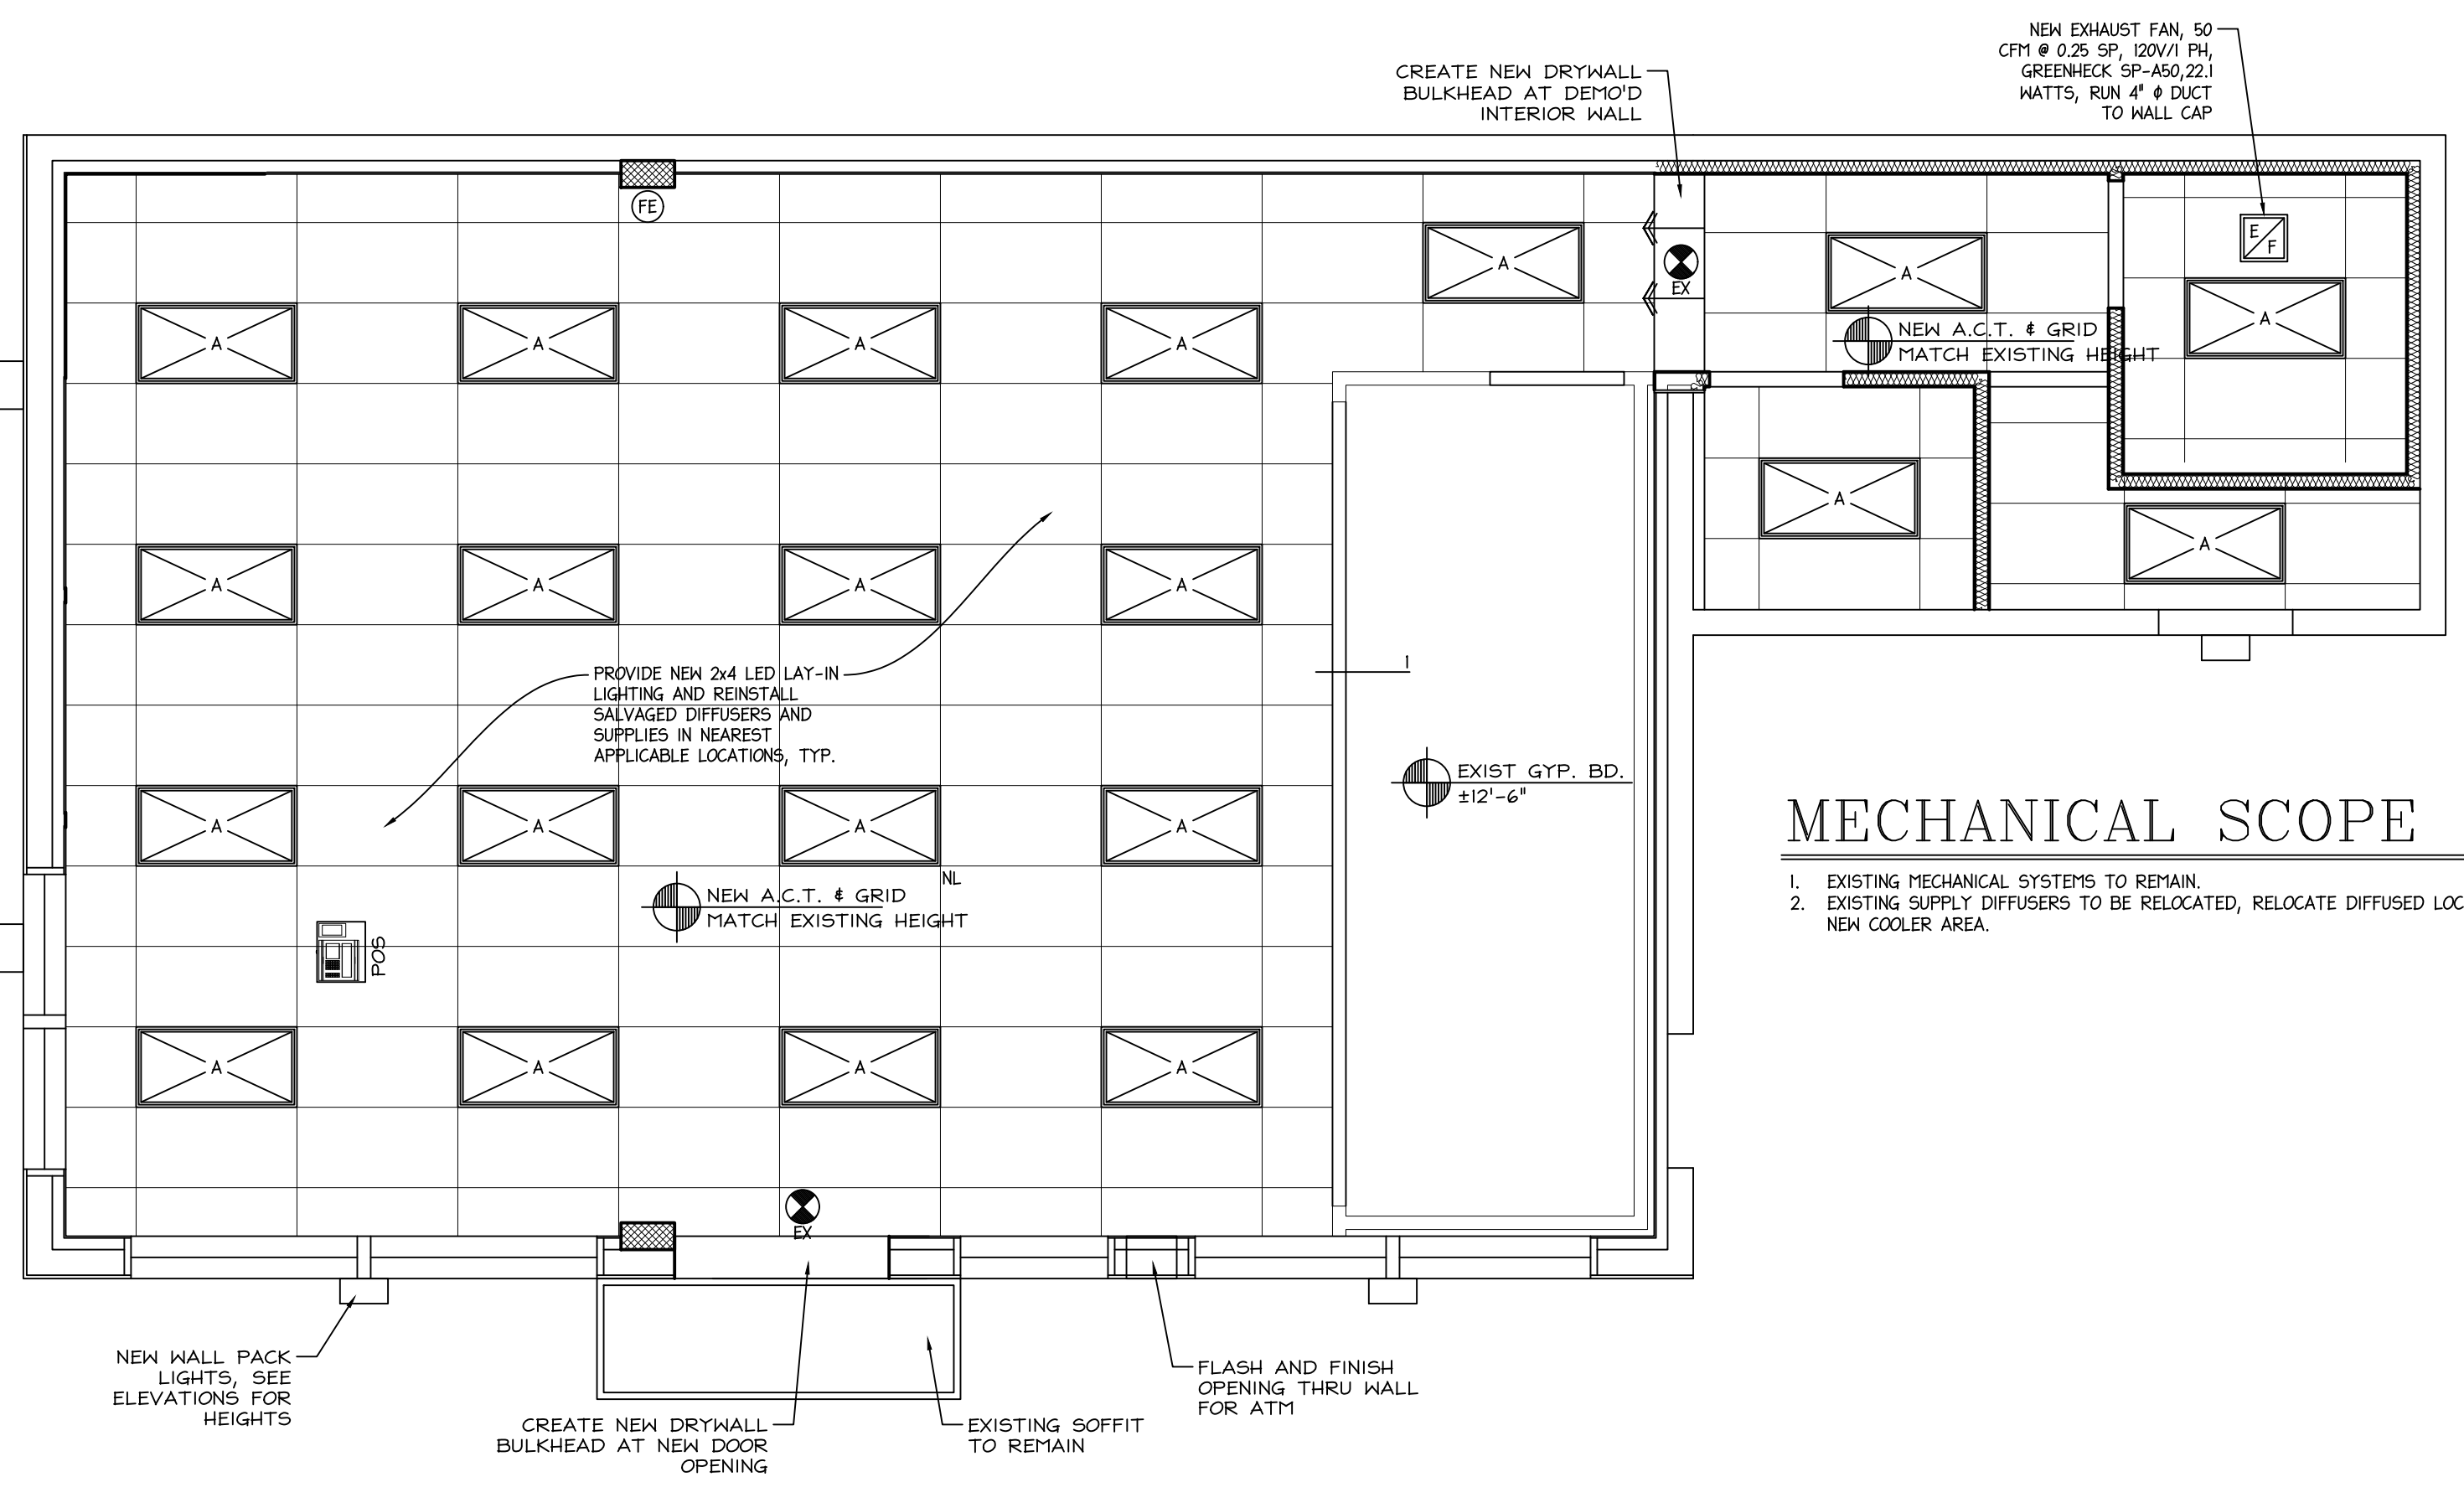 NEW EXHAUST FAN, 50
CFM @ 0.25 SP, 120V/1 PH,
GREENHECK SP-A50,22.1
WATTS, RUN 4" ϕ DUCT
TO WALL CAP
CREATE NEW DRYWALL
BULKHEAD AT DEMO'D
INTERIOR WALL
FE
E
F
A
A
A
EX
NEW A.C.T. & GRID
MATCH EXISTING HEIGHT
A
A
A
A
A
A
A
A
A
A
PROVIDE NEW 2x4 LED LAY-IN
LIGHTING AND REINSTALL
SALVAGED DIFFUSERS AND
SUPPLIES IN NEAREST
APPLICABLE LOCATIONS, TYP.
1
EXIST GYP. BD.
±12'-6"
A
A
A
A
NL
NEW A.C.T. & GRID
MATCH EXISTING HEIGHT
POS
A
A
A
A
EX
MECHANICAL SCOPE
1. EXISTING MECHANICAL SYSTEMS TO REMAIN.
2. EXISTING SUPPLY DIFFUSERS TO BE RELOCATED, RELOCATE DIFFUSED LOC
NEW COOLER AREA.
NEW WALL PACK
LIGHTS, SEE
ELEVATIONS FOR
HEIGHTS
CREATE NEW DRYWALL
BULKHEAD AT NEW DOOR
OPENING
EXISTING SOFFIT
TO REMAIN
FLASH AND FINISH
OPENING THRU WALL
FOR ATM